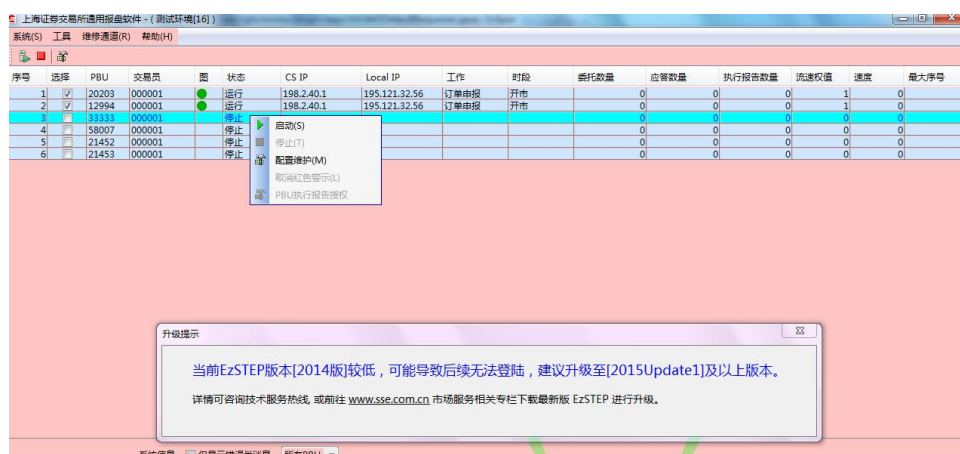 上海证券交易所通用报盘软件 - ( 测试环境[16] )
系统(S) 工具 维修通道(R) 帮助(H)
序号 选择 PBU 交易员 图 状态 CS IP Local IP 工作 时段 委托数量 应答数量 执行报告数量 流速权值 速度 最大序号
1 20203 000001 运行 198.2.40.1 195.121.32.56 订单申报 开市 0 0 0 1 0
2 12994 000001 运行 198.2.40.1 195.121.32.56 订单申报 开市 0 0 0 1 0
3 33333 000001 停止 0 0 0 0 0
4 58007 000001 停止 0 0 0 0 0
5 21452 000001 停止 0 0 0 0 0
6 21453 000001 停止 0 0 0 0 0
启动(S)
停止(T)
配置维护(M)
取消红色警示(L)
PBU执行报告授权
升级提示
当前EzSTEP版本[2014版]较低，可能导致后续无法登陆，建议升级至[2015Update1]及以上版本。
详情可咨询技术服务热线, 或前往 www.sse.com.cn 市场服务相关专栏下载最新版 EzSTEP 进行升级。